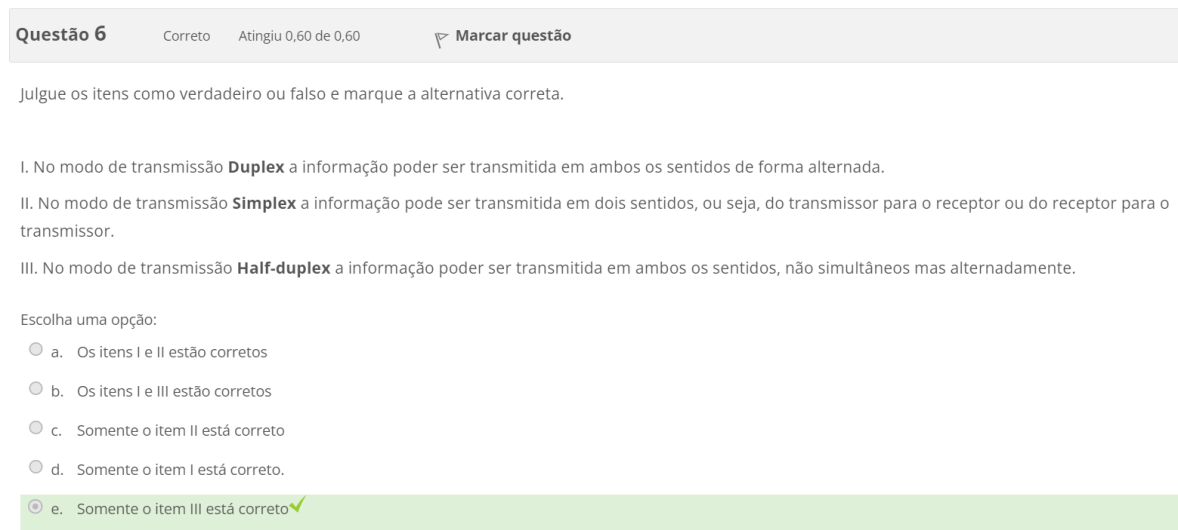 Questão 6 Correto Atingiu 0,60 de 0,60 Marcar questão
Julgue os itens como verdadeiro ou falso e marque a alternativa correta.
I. No modo de transmissão Duplex a informação poder ser transmitida em ambos os sentidos de forma alternada.
II. No modo de transmissão Simplex a informação pode ser transmitida em dois sentidos, ou seja, do transmissor para o receptor ou do receptor para o
transmissor.
III. No modo de transmissão Half-duplex a informação poder ser transmitida em ambos os sentidos, não simultâneos mas alternadamente.
Escolha uma opção:
a. Os itens I e II estão corretos
b. Os itens I e III estão corretos
c. Somente o item II está correto
d. Somente o item I está correto.
e. Somente o item III está correto